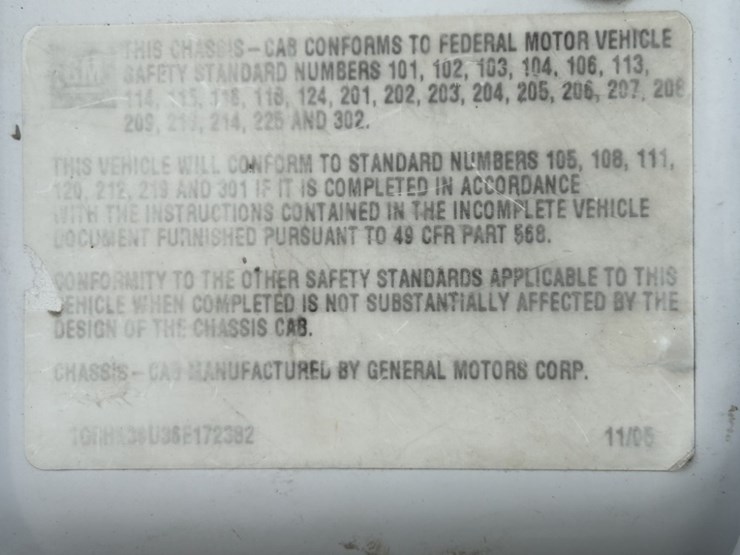 GM
THIS CHASSIS-CAB CONFORMS TO FEDERAL MOTOR VEHICLE
SAFETY STANDARD NUMBERS 101, 102, 103, 104, 106, 113,
114, 115, 116, 118, 124, 201, 202, 203, 204, 205, 206, 207, 208
209, 210, 214, 225 AND 302.
THIS VEHICLE WILL CONFORM TO STANDARD NUMBERS 105, 108, 111,
120, 212, 219 AND 301 IF IT IS COMPLETED IN ACCORDANCE
WITH THE INSTRUCTIONS CONTAINED IN THE INCOMPLETE VEHICLE
DOCUMENT FURNISHED PURSUANT TO 49 CFR PART 568.
CONFORMITY TO THE OTHER SAFETY STANDARDS APPLICABLE TO THIS
VEHICLE WHEN COMPLETED IS NOT SUBSTANTIALLY AFFECTED BY THE
DESIGN OF THE CHASSIS CAB.
CHASSIS-CAB MANUFACTURED BY GENERAL MOTORS CORP.
11/05